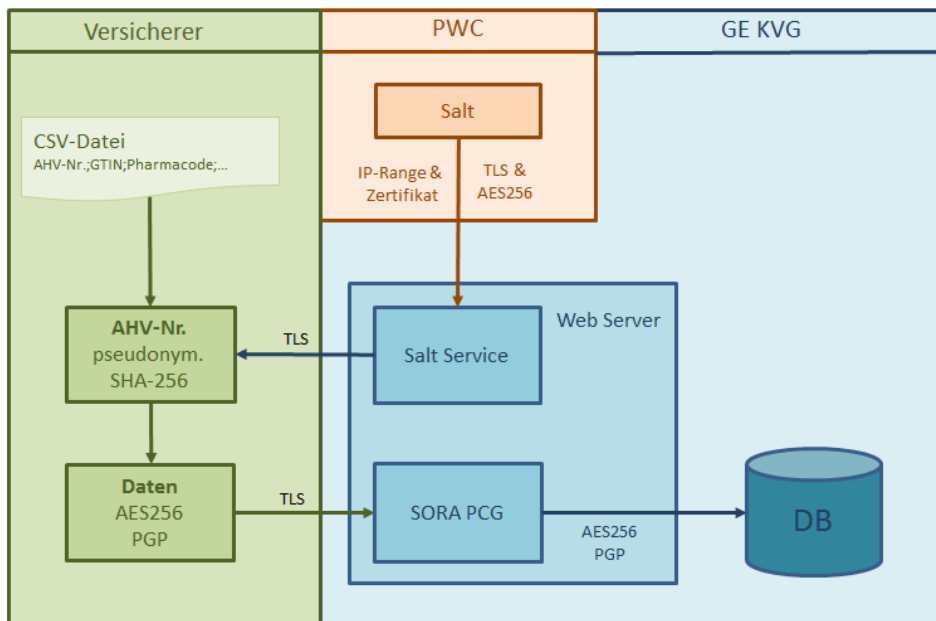 Versicherer
PWC
GE KVG
Salt
CSV-Datei
AHV-Nr.;GTIN;Pharmacode;...
IP-Range &
Zertifikat
TLS &
AES256
Web Server
AHV-Nr.
pseudonym.
SHA-256
TLS
Salt Service
Daten
AES256
PGP
TLS
SORA PCG
AES256
PGP
DB